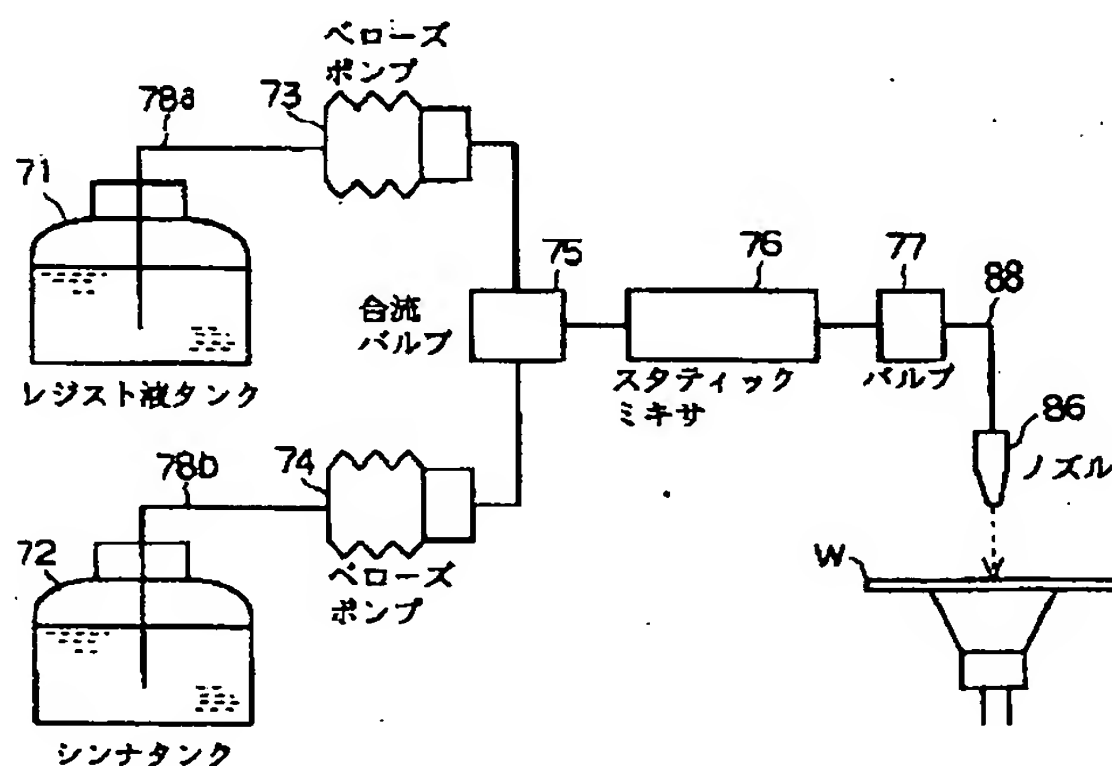 ベローズ
ポンプ
73
78a
71
レジスト液タンク
合流
バルブ
75
76
スタティック
ミキサ
77
バルブ
88
86
ノズル
W
78b
74
ベローズ
ポンプ
72
シンナタンク